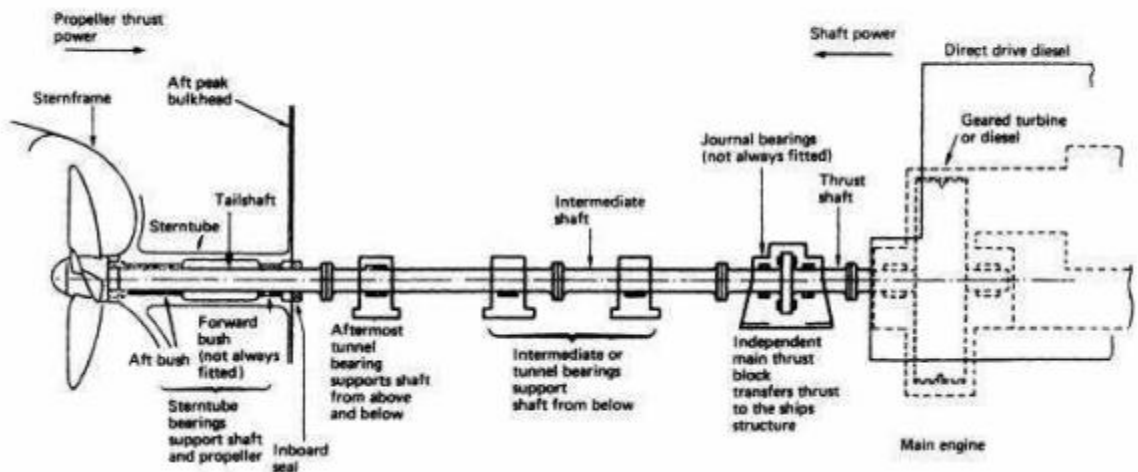 Propeller thrust
power
Shaft power
Direct drive diesel
Aft peak
bulkhead
Sternframe
Geared turbine
or diesel
Journal bearings
(not always fitted)
Thrust
shaft
Tailshaft
Intermediate
shaft
Sterntube
Forward
bush
(not always
fitted)
Aft bush
Sterntube
bearings
support shaft
and propeller
Inboard
seal
Aftermost
tunnel
bearing
supports shaft
from above
and below
Intermediate or
tunnel bearings
support
shaft from below
Independent
main thrust
block
transfers thrust
to the ships
structure
Main engine